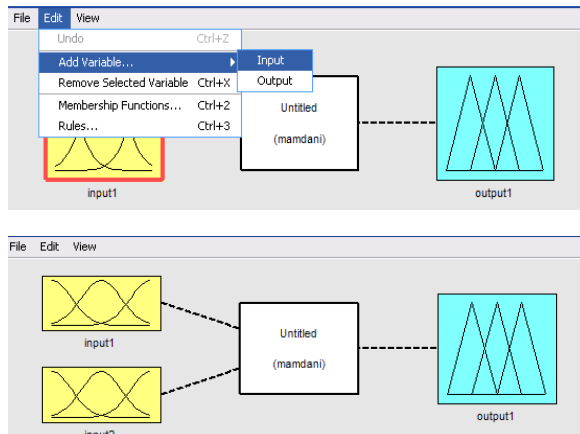 File Edit View
Undo Ctrl+Z
Add Variable... Input
Output
Remove Selected Variable Ctrl+X
Membership Functions... Ctrl+2
Rules... Ctrl+3
Untitled
(mamdani)
input1
output1
File Edit View
input1
Untitled
(mamdani)
output1